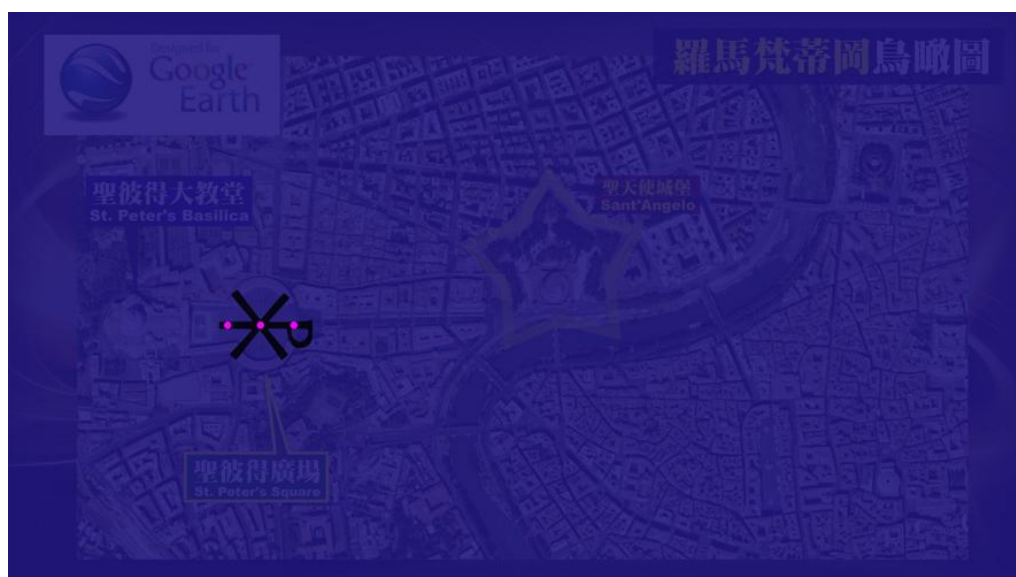 Designed for
Google
Earth
羅馬梵蒂岡鳥瞰圖
聖彼得大教堂
St. Peter's Basilica
聖天使城堡
Sant'Angelo
聖彼得廣場
St. Peter's Square